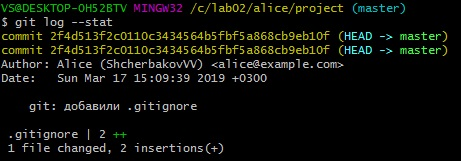 VS@DESKTOP-0H52BTV MINGW32 /c/lab02/alice/project (master)
$ git log --stat
commit 2f4d513f2c0110c3434564b5fbf5a868cb9eb10f (HEAD -> master)
commit 2f4d513f2c0110c3434564b5fbf5a868cb9eb10f (HEAD -> master)
Author: Alice (ShcherbakovVV) <alice@example.com>
Date:   Sun Mar 17 15:09:39 2019 +0300
    git: добавили .gitignore
 .gitignore | 2 ++
 1 file changed, 2 insertions(+)